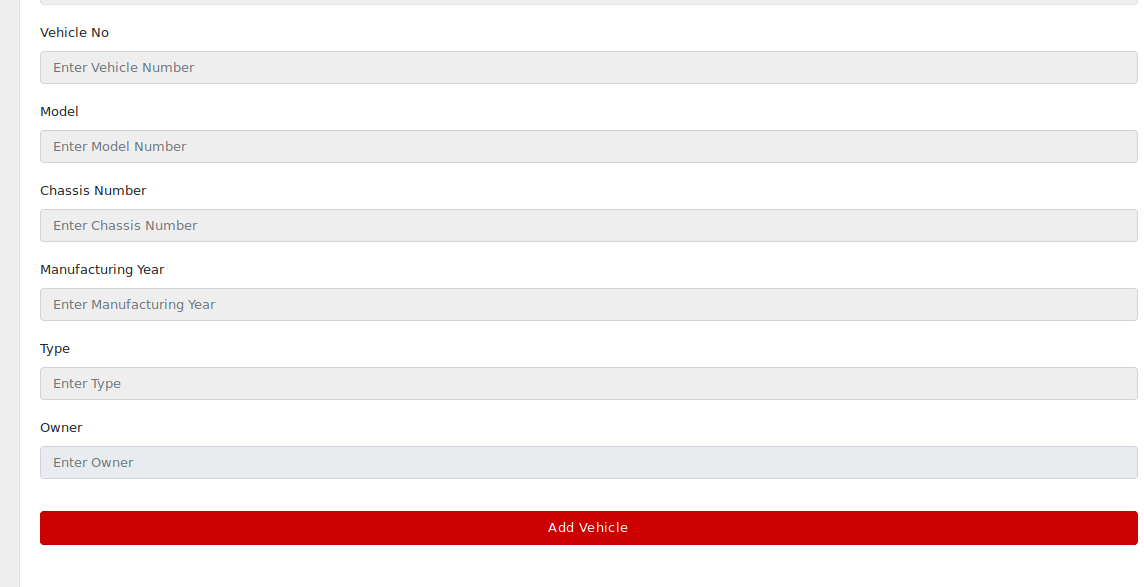 Vehicle No
Enter Vehicle Number
Model
Enter Model Number
Chassis Number
Enter Chassis Number
Manufacturing Year
Enter Manufacturing Year
Type
Enter Type
Owner
Enter Owner
Add Vehicle